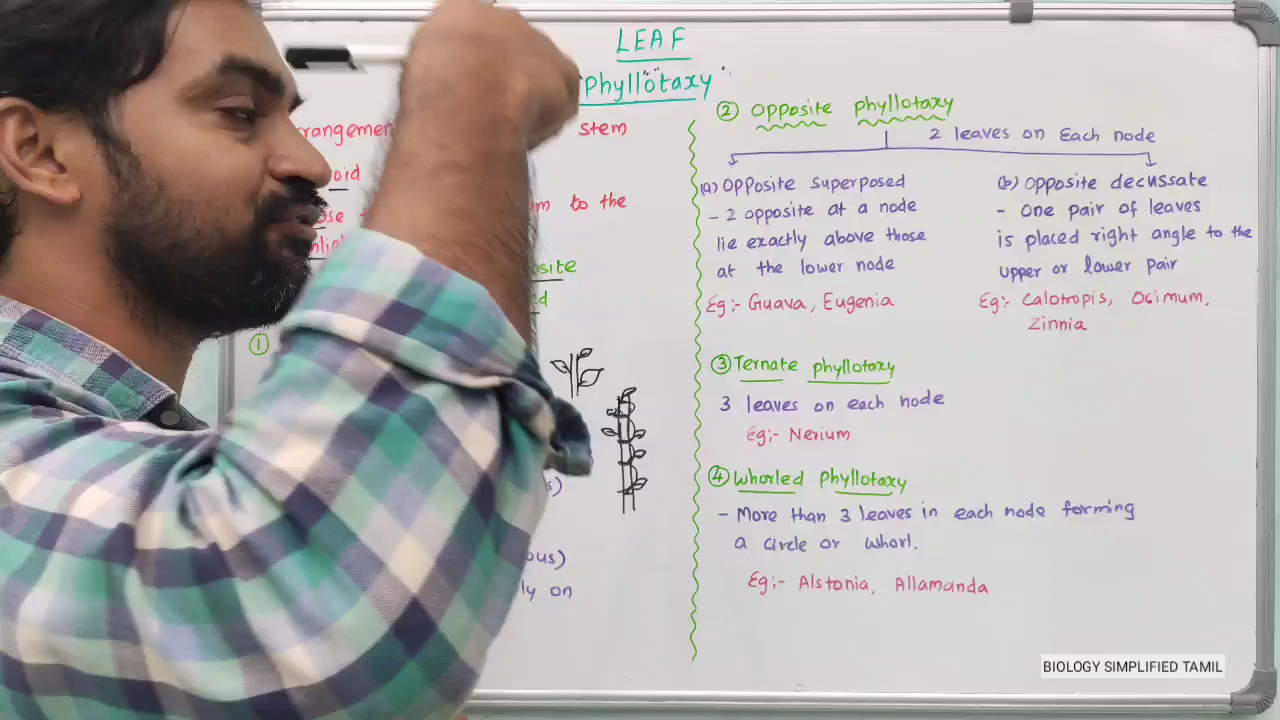 LEAF
Phyllotaxy
stem
to the
② Opposite phyllotaxy
2 leaves on Each node
(a) Opposite superposed
- 2 opposite at a node
lie exactly above those
at the lower node
Eg:- Guava, Eugenia
(b) Opposite decussate
- One pair of leaves
is placed right angle to the
upper or lower pair
Eg:- Calotropis, Ocimum,
Zinnia
③ Ternate phyllotaxy
3 leaves on each node
Eg:- Nerium
④ Whorled Phyllotaxy
- More than 3 leaves in each node forming
a circle or whorl.
Eg:- Alstonia, Allamanda
①
on
BIOLOGY SIMPLIFIED TAMIL